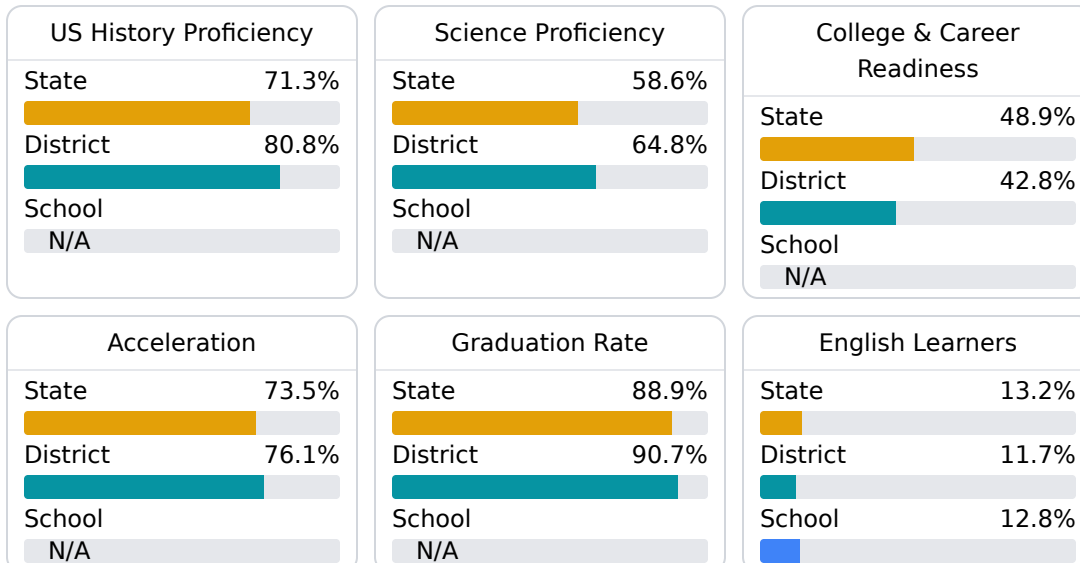 US History Proficiency
State 71.3%
District 80.8%
School
N/A
Science Proficiency
State 58.6%
District 64.8%
School
N/A
College & Career
Readiness
State 48.9%
District 42.8%
School
N/A
Acceleration
State 73.5%
District 76.1%
School
N/A
Graduation Rate
State 88.9%
District 90.7%
School
N/A
English Learners
State 13.2%
District 11.7%
School 12.8%